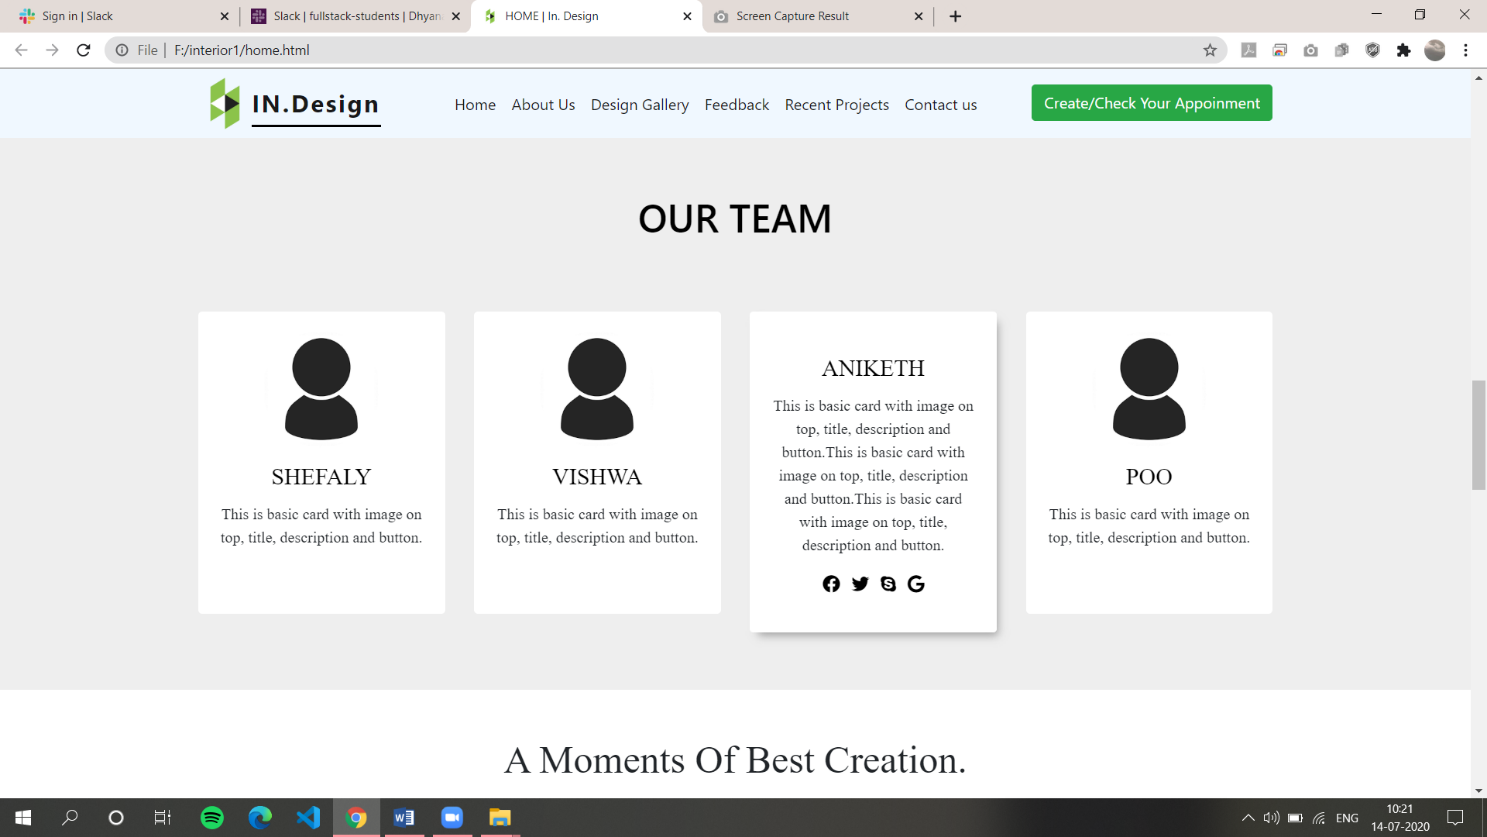 Sign in | Slack
Slack | fullstack-students | Dhyan
HOME | In. Design
Screen Capture Result
File | F:/interior1/home.html
IN.Design
Home About Us Design Gallery Feedback Recent Projects Contact us
Create/Check Your Appoinment
OUR TEAM
SHEFALY
This is basic card with image on
top, title, description and button.
VISHWA
This is basic card with image on
top, title, description and button.
ANIKETH
This is basic card with image on
top, title, description and
button.This is basic card with
image on top, title, description
and button.This is basic card
with image on top, title,
description and button.
POO
This is basic card with image on
top, title, description and button.
A Moments Of Best Creation.
ENG
10:21
14-07-2020